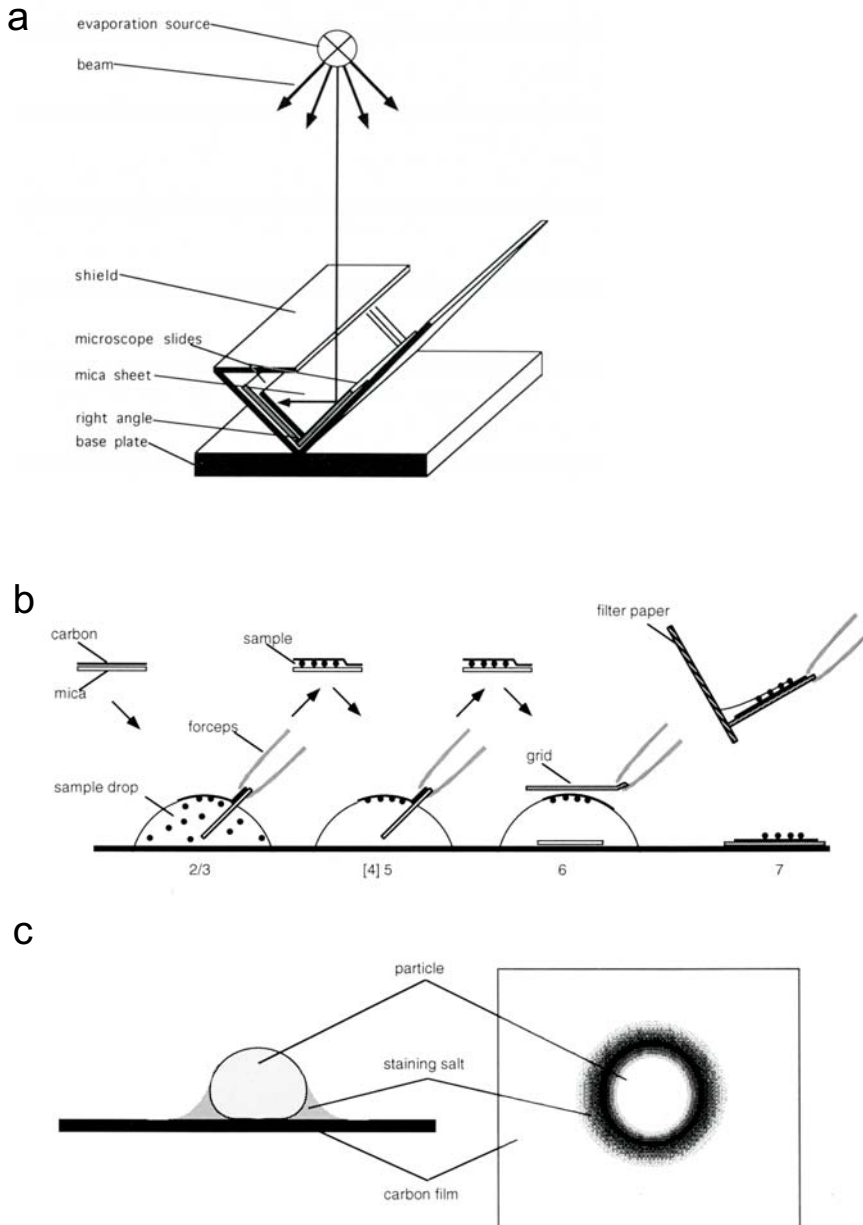 a
evaporation source
beam
shield
microscope slides
mica sheet
right angle
base plate
b
carbon
mica
sample
filter paper
forceps
sample drop
grid
2/3
[4] 5
6
7
c
particle
staining salt
carbon film